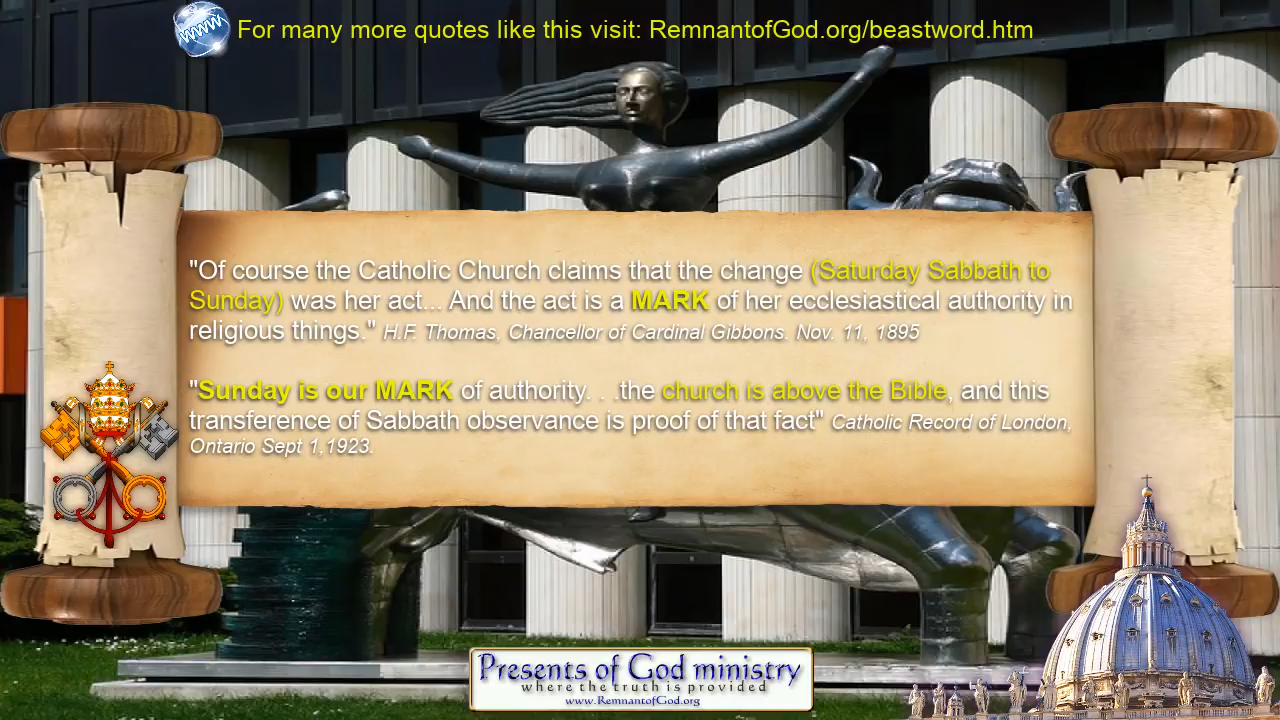 www
For many more quotes like this visit: RemnantofGod.org/beastword.htm
"Of course the Catholic Church claims that the change (Saturday Sabbath to
Sunday) was her act... And the act is a MARK of her ecclesiastical authority in
religious things." H.F. Thomas, Chancellor of Cardinal Gibbons. Nov. 11, 1895
"Sunday is our MARK of authority. . .the church is above the Bible, and this
transference of Sabbath observance is proof of that fact" Catholic Record of London,
Ontario Sept 1,1923.
Presents of God ministry
where the truth is provided
www.RemnantofGod.org